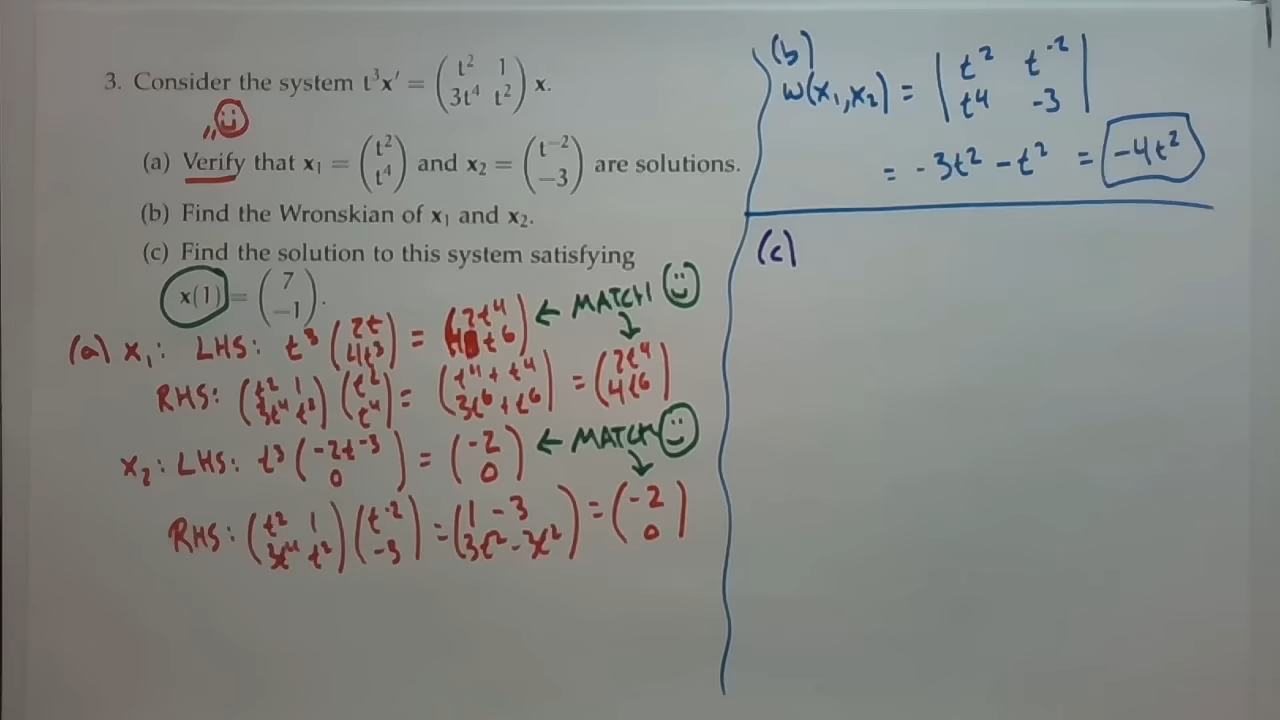 3. Consider the system t³x′ = (t² 1; 3t⁴ t²) x.
(a) Verify that x₁ = (t²; t⁴) and x₂ = (t⁻²; −3) are solutions.
(b) Find the Wronskian of x₁ and x₂.
(c) Find the solution to this system satisfying
x(1) = (7; −1).
(a) x₁: LHS: t³ (2t; 4t³) = (2t⁴; 4t⁶) ← MATCH!
RHS: (t² 1; 3t⁴ t²) (t²; t⁴) = (t⁴ + t⁴; 3t⁶ + t⁶) = (2t⁴; 4t⁶)
x₂: LHS: t³ (-2t⁻³; 0) = (-2; 0) ← MATCH
RHS: (t² 1; 3t⁴ t²) (t⁻²; -3) = (1 - 3; 3t² - 3t²) = (-2; 0)
(b)
W(x₁,x₂) = |t² t⁻²; t⁴ -3|
= -3t² - t² = -4t²
(c)